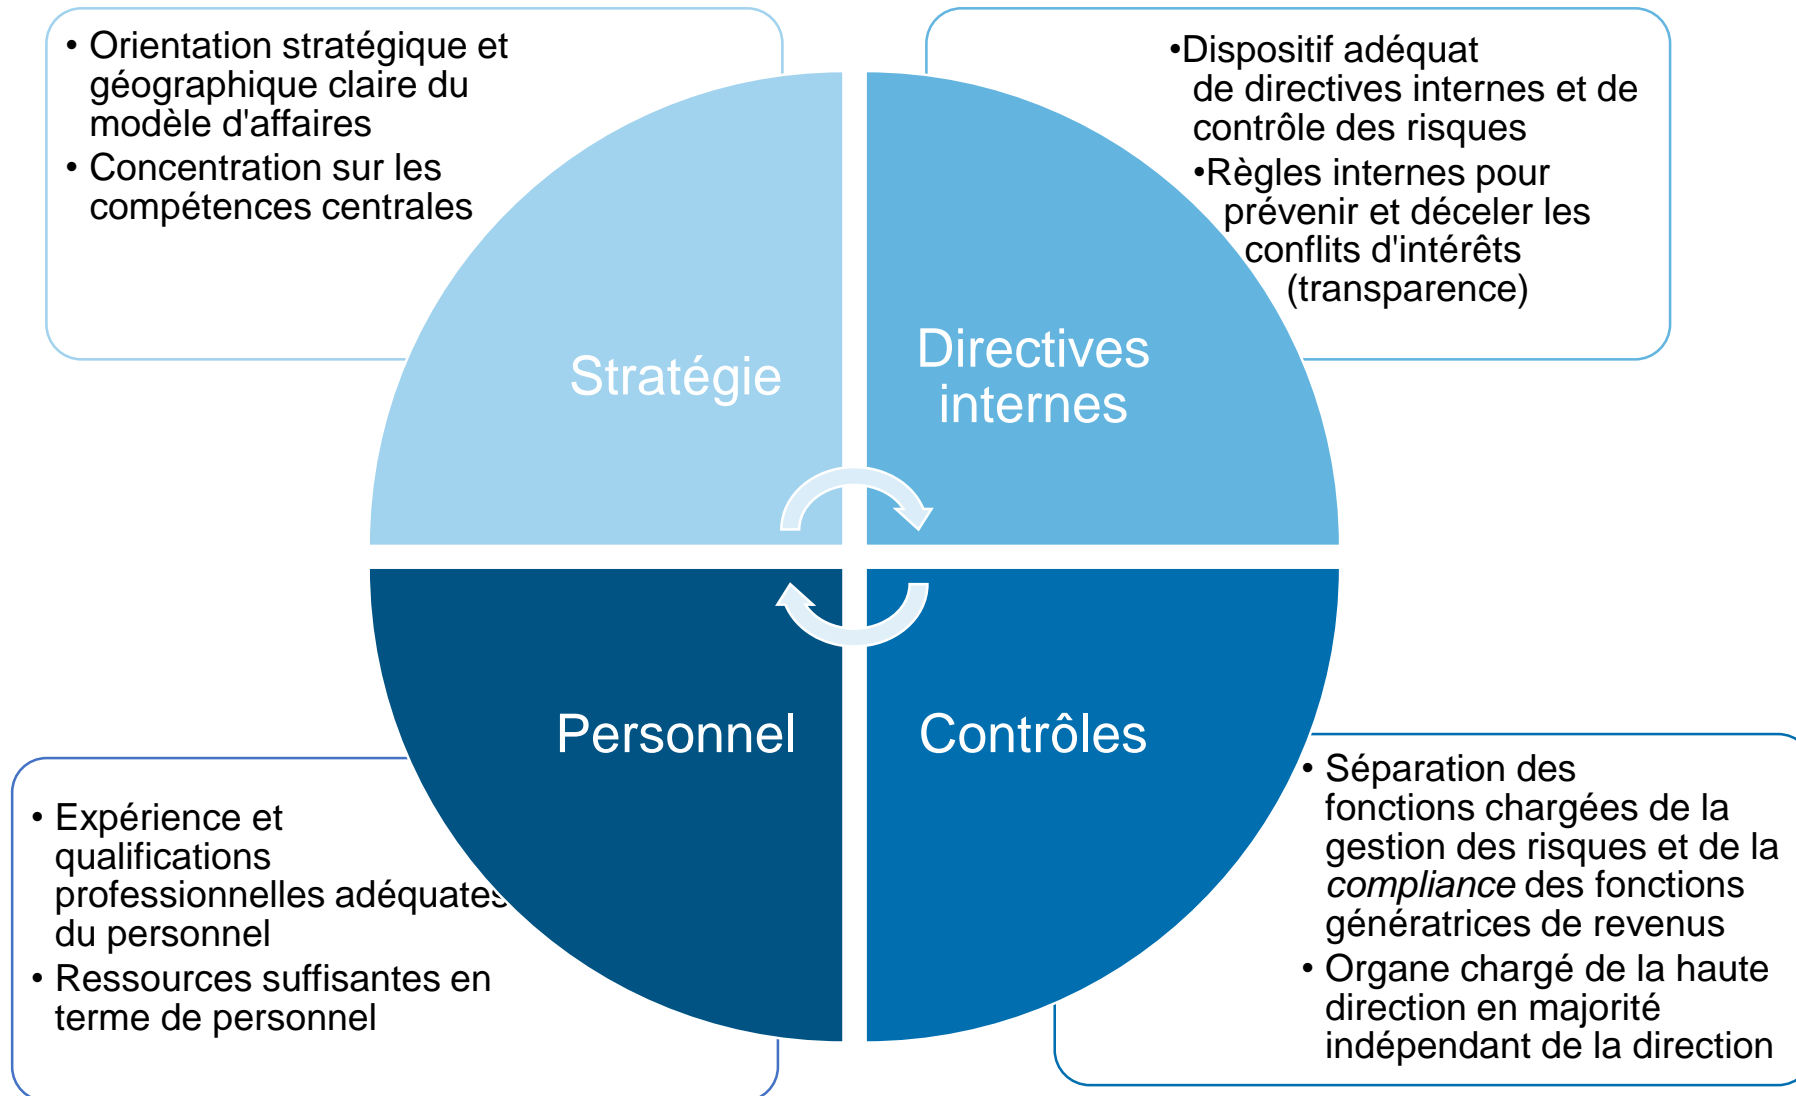 • Orientation stratégique et
géographique claire du
modèle d'affaires
• Concentration sur les
compétences centrales
•Dispositif adéquat
de directives internes et de
contrôle des risques
•Règles internes pour
prévenir et déceler les
conflits d'intérêts
(transparence)
Stratégie
Directives
internes
Personnel
Contrôles
• Expérience et
qualifications
professionnelles adéquates
du personnel
• Ressources suffisantes en
terme de personnel
• Séparation des
fonctions chargées de la
gestion des risques et de la
compliance des fonctions
génératrices de revenus
• Organe chargé de la haute
direction en majorité
indépendant de la direction